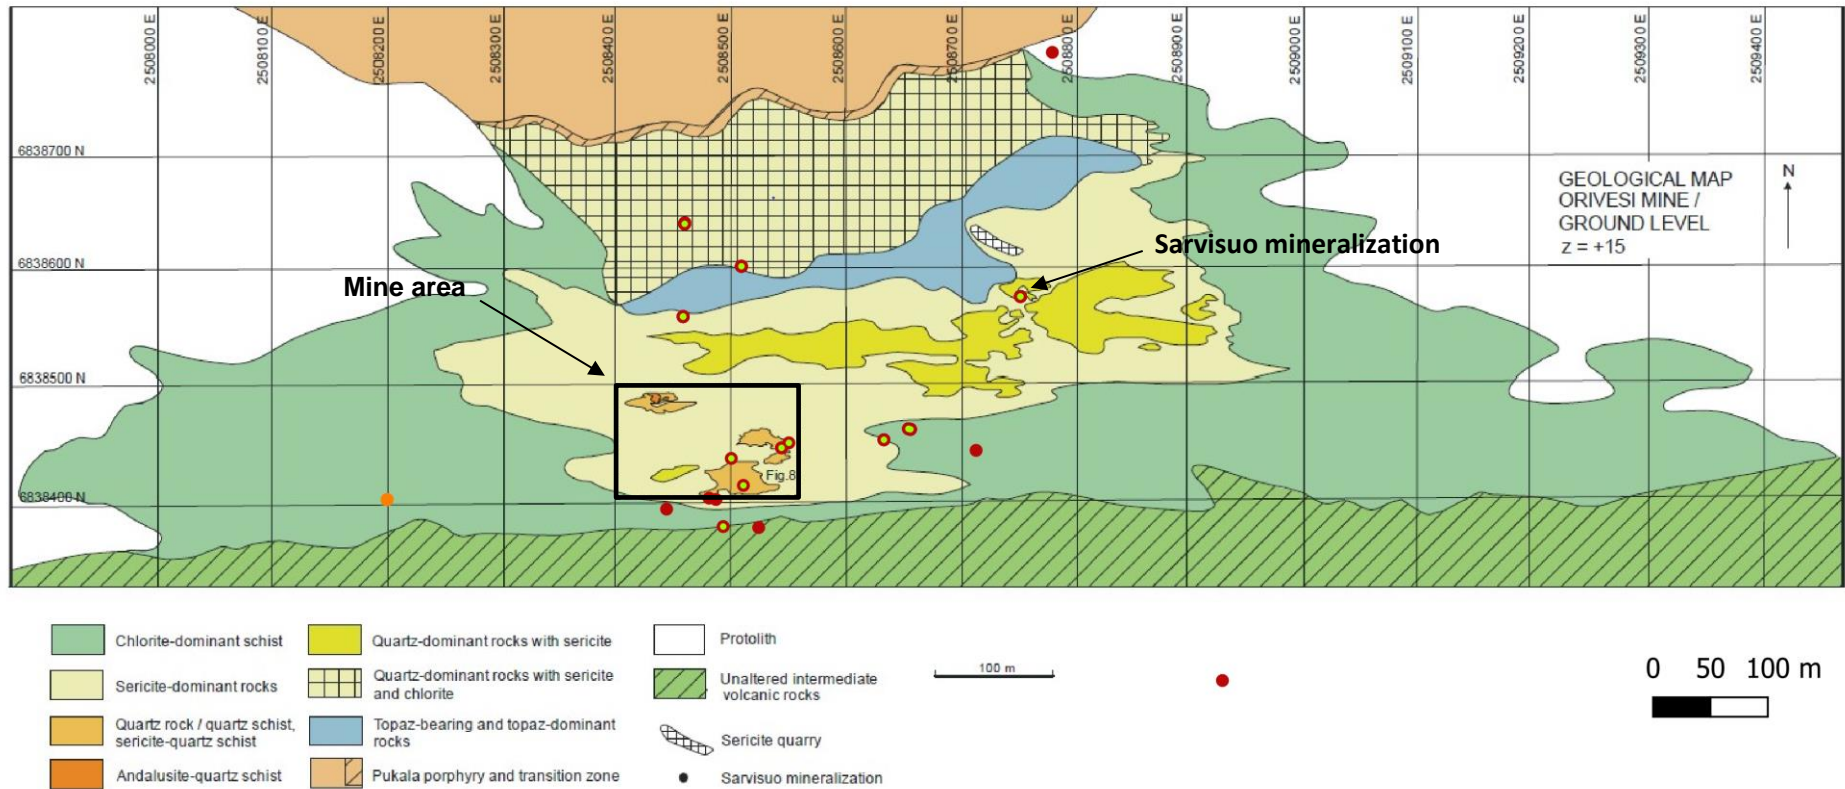 2508000 E
2508100 E
2508200 E
2508300 E
2508400 E
2508500 E
2508600 E
2508700 E
2508800 E
2508900 E
2509000 E
2509100 E
2509200 E
2509300 E
2509400 E
6838700 N
GEOLOGICAL MAP
ORIVESI MINE /
GROUND LEVEL
z = +15
N
Sarvisuo mineralization
6838600 N
Mine area
6838500 N
Fig.8
6838400 N
Chlorite-dominant schist
Sericite-dominant rocks
Quartz rock / quartz schist,
sericite-quartz schist
Andalusite-quartz schist
Quartz-dominant rocks with sericite
Quartz-dominant rocks with sericite
and chlorite
Topaz-bearing and topaz-dominant
rocks
Pukala porphyry and transition zone
Protolith
Unaltered intermediate
volcanic rocks
Sericite quarry
Sarvisuo mineralization
100 m
0 50 100 m